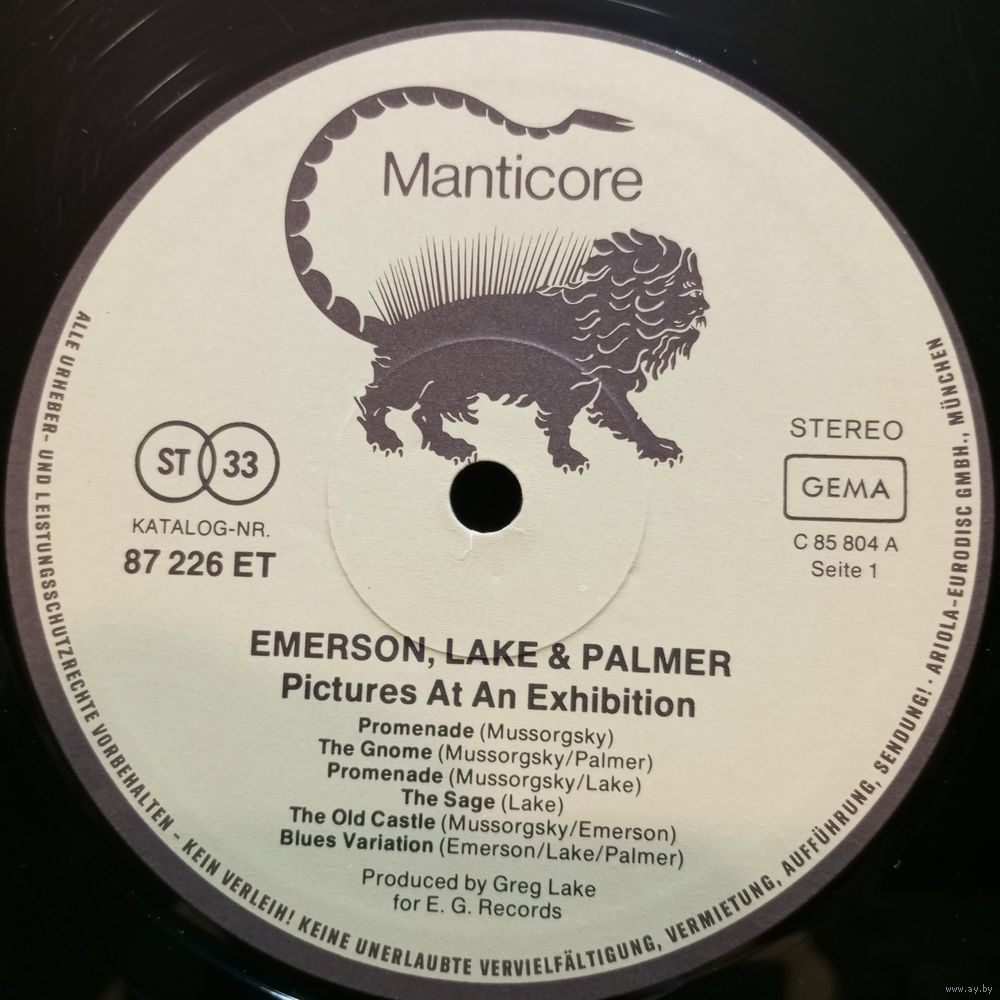 Manticore
ST 33
KATALOG-NR.
87 226 ET
STEREO
GEMA
C 85 804 A
Seite 1
EMERSON, LAKE & PALMER
Pictures At An Exhibition
Promenade (Mussorgsky)
The Gnome (Mussorgsky/Palmer)
Promenade (Mussorgsky/Lake)
The Sage (Lake)
The Old Castle (Mussorgsky/Emerson)
Blues Variation (Emerson/Lake/Palmer)
Produced by Greg Lake
for E. G. Records
ALLE URHEBER- UND LEISTUNGSSCHUTZRECHTE VORBEHALTEN - KEIN VERLEIH! KEINE UNERLAUBTE VERVIELFÄLTIGUNG, VERMIETUNG, AUFFÜHRUNG, SENDUNG! · ARIOLA-EURODISC GMBH., MÜNCHEN
www.ay.by